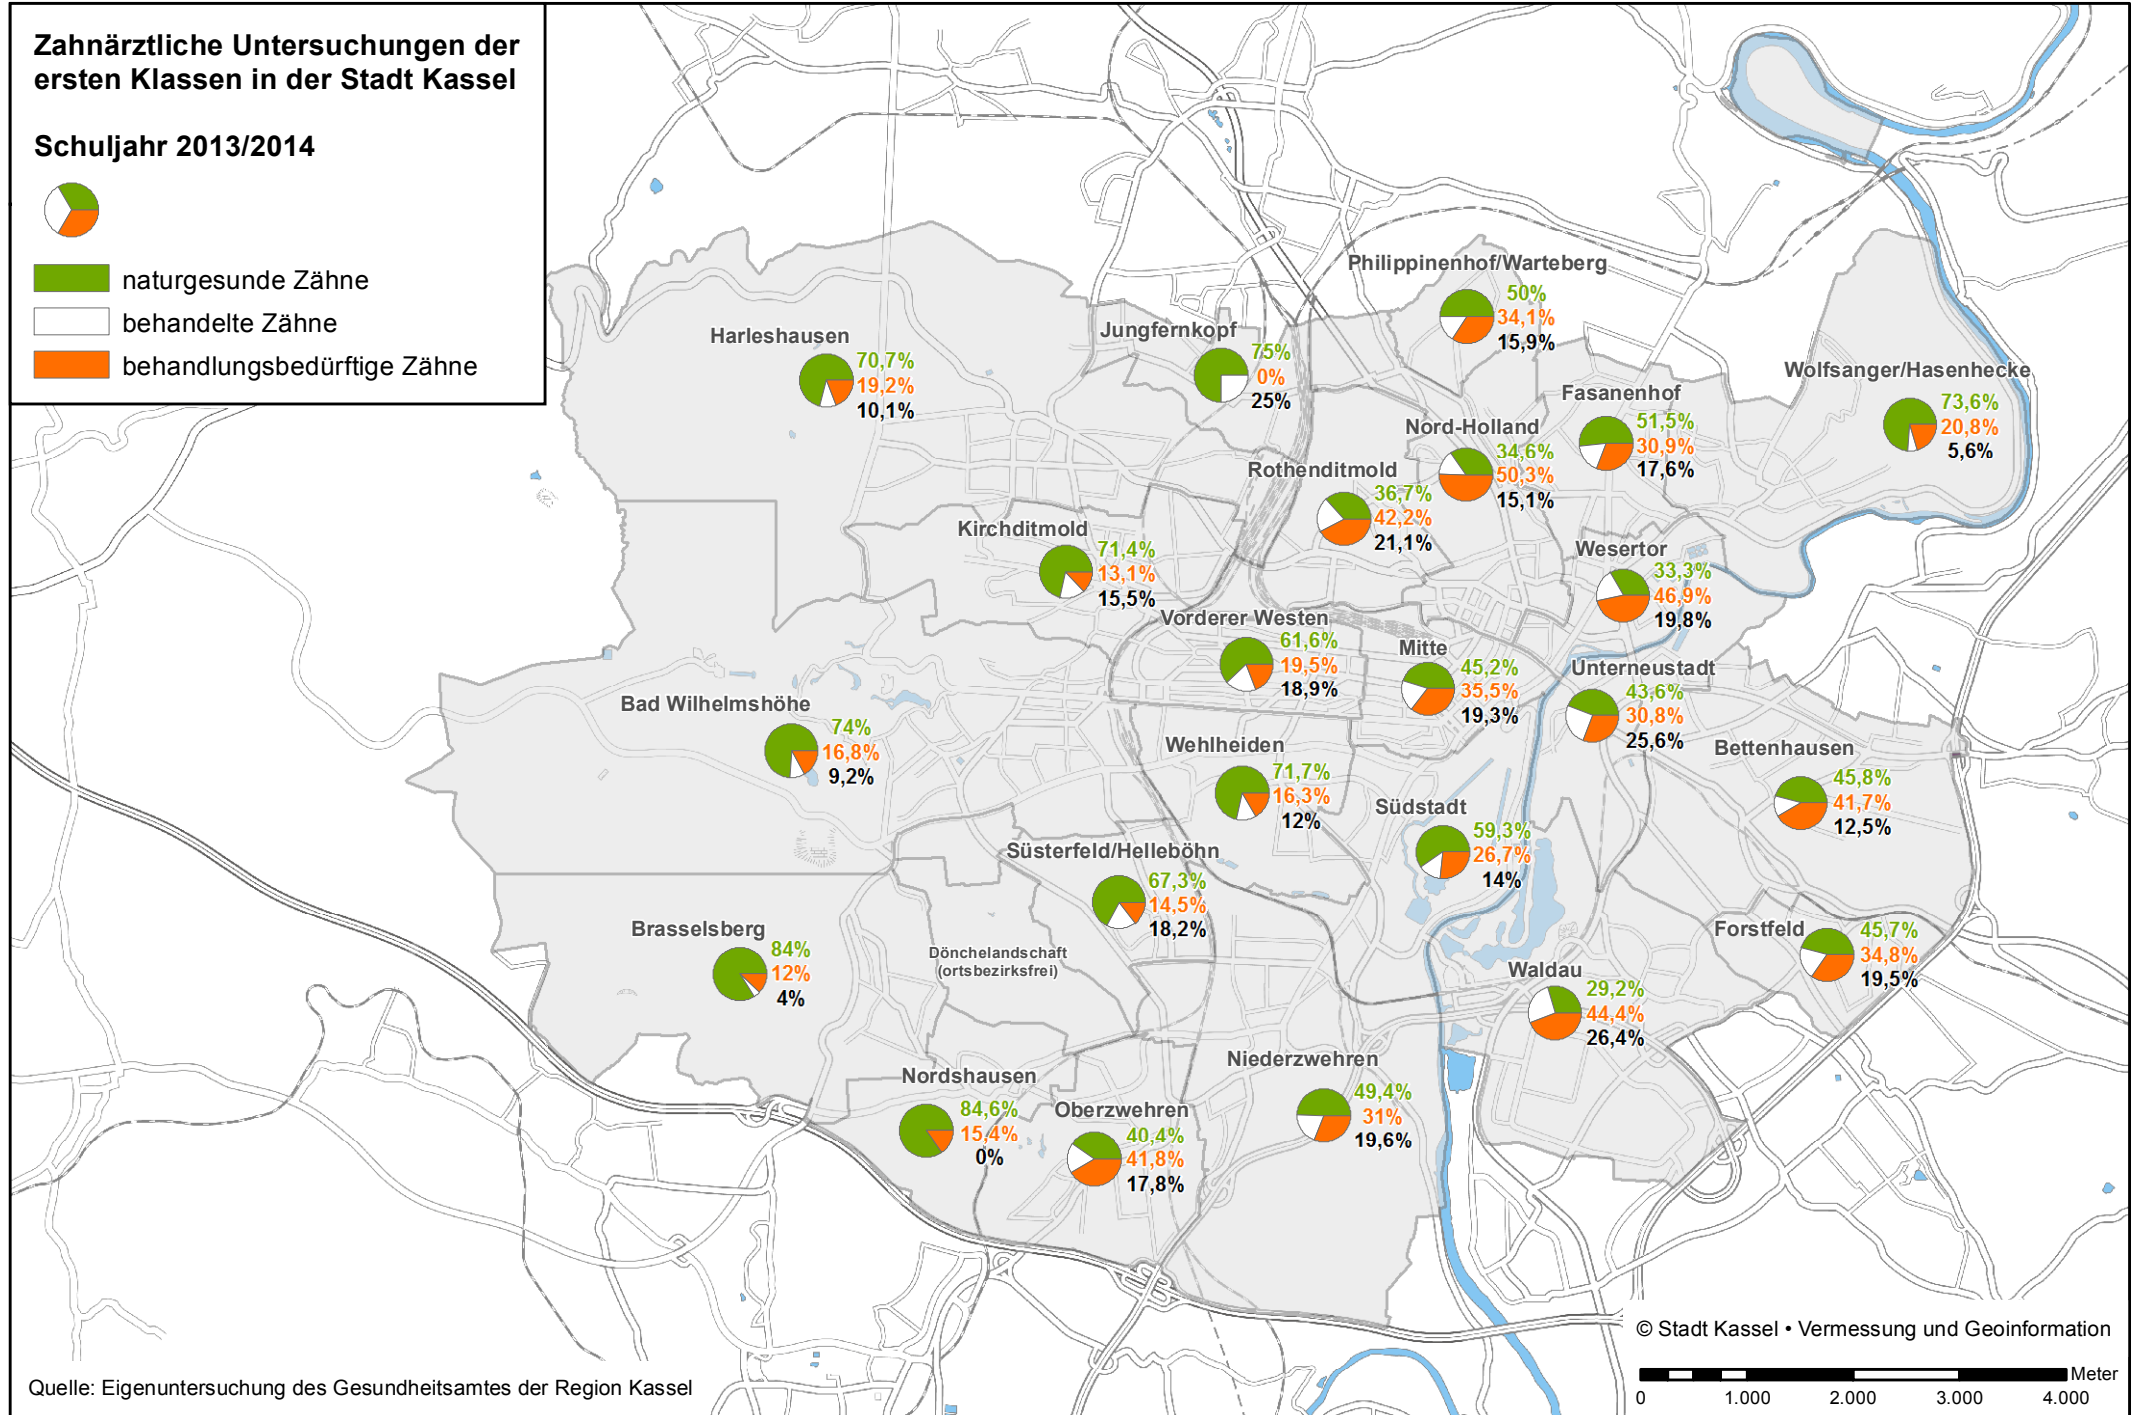 Zahnärztliche Untersuchungen der
ersten Klassen in der Stadt Kassel
Schuljahr 2013/2014
naturgesunde Zähne
behandelte Zähne
behandlungsbedürftige Zähne
Philippinenhof/Warteberg
50%
34,1%
15,9%
Harleshausen
70,7%
19,2%
10,1%
Jungfernkopf
75%
0%
25%
Wolfsanger/Hasenhecke
73,6%
20,8%
5,6%
Fasanenhof
51,5%
30,9%
17,6%
Nord-Holland
34,6%
50,3%
15,1%
Rothenditmold
36,7%
42,2%
21,1%
Kirchditmold
71,4%
13,1%
15,5%
Wesertor
33,3%
46,9%
19,8%
Vorderer Westen
61,6%
19,5%
18,9%
Mitte
45,2%
35,5%
19,3%
Unterneustadt
43,6%
30,8%
25,6%
Bad Wilhelmshöhe
74%
16,8%
9,2%
Wehlheiden
71,7%
16,3%
12%
Bettenhausen
45,8%
41,7%
12,5%
Südstadt
59,3%
26,7%
14%
Süsterfeld/Helleböhn
67,3%
14,5%
18,2%
Brasselsberg
84%
12%
4%
Dönchelandschaft
(ortsbezirksfrei)
Forstfeld
45,7%
34,8%
19,5%
Waldau
29,2%
44,4%
26,4%
Niederzwehren
49,4%
31%
19,6%
Nordshausen
84,6%
15,4%
0%
Oberzwehren
40,4%
41,8%
17,8%
© Stadt Kassel • Vermessung und Geoinformation
Meter
0 1.000 2.000 3.000 4.000
Quelle: Eigenuntersuchung des Gesundheitsamtes der Region Kassel